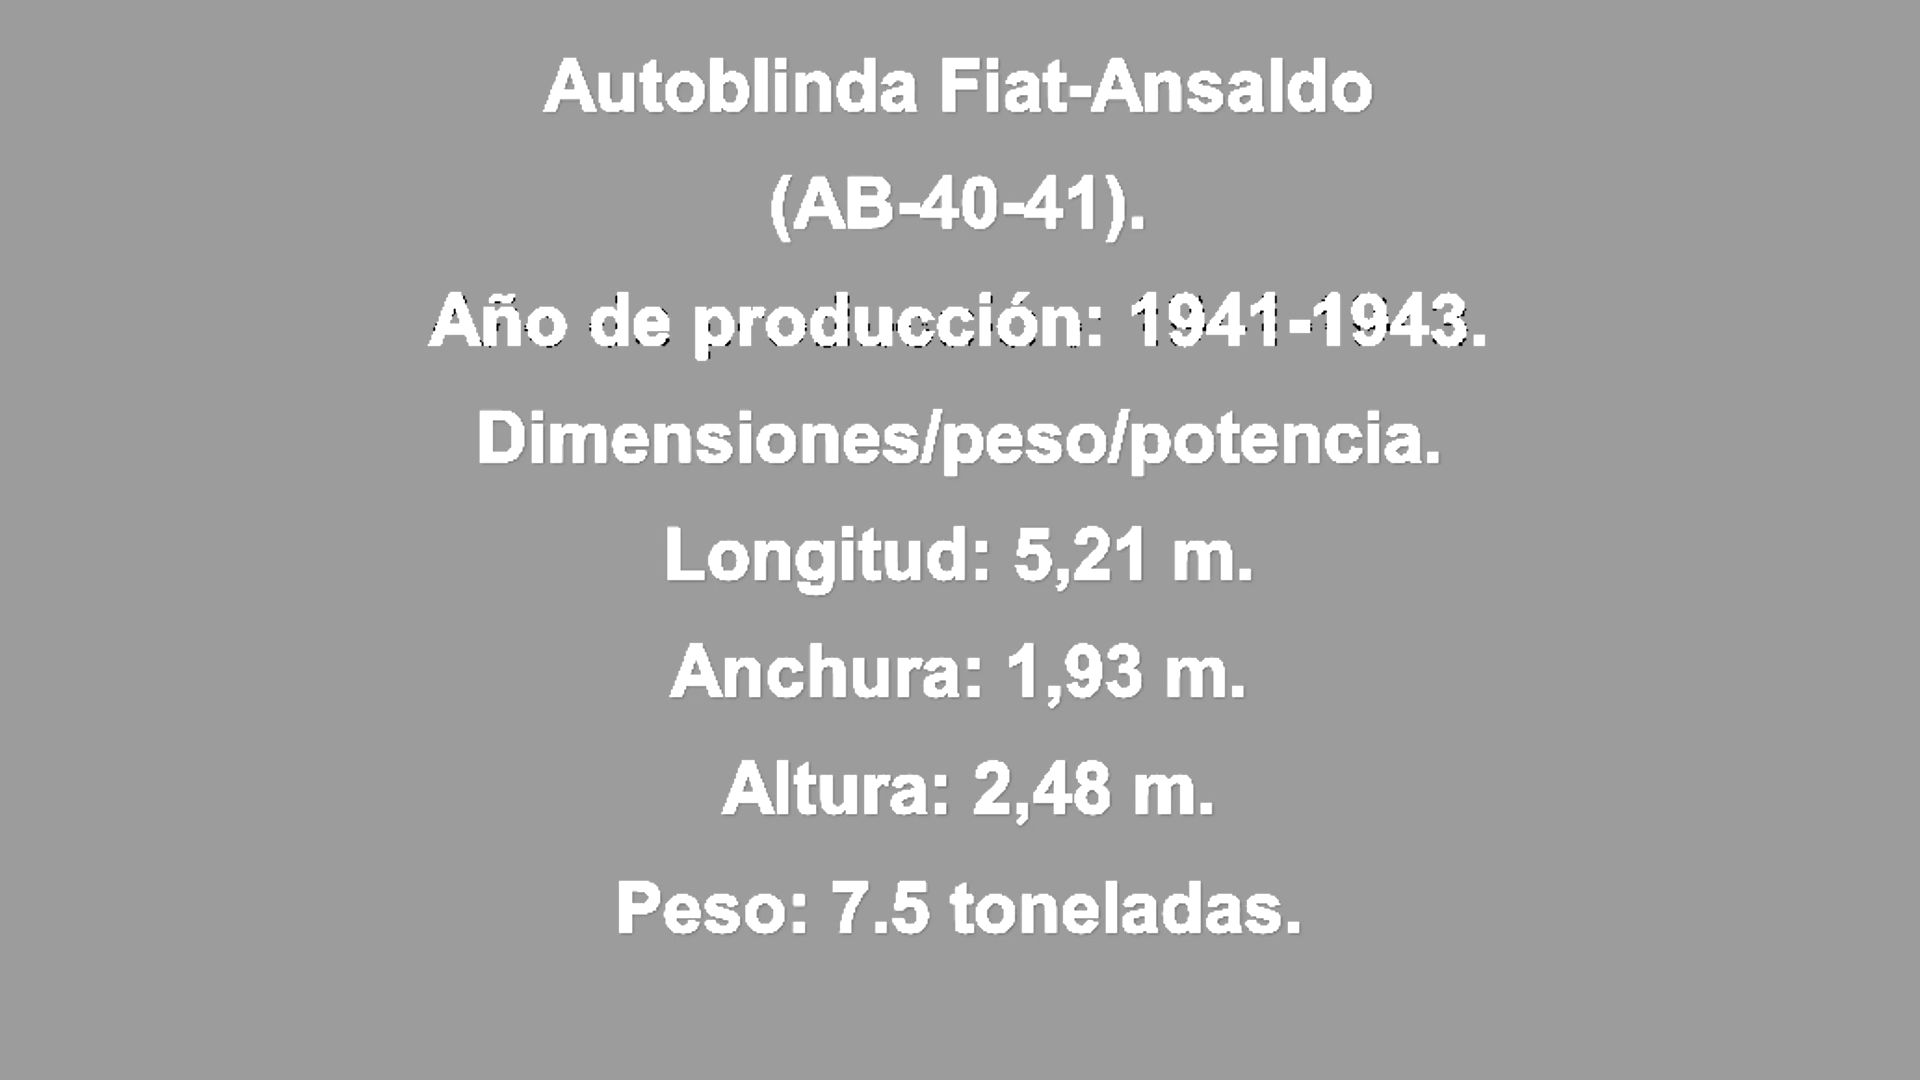 Autoblinda Fiat-Ansaldo
(AB-40-41).
Año de producción: 1941-1943.
Dimensiones/peso/potencia.
Longitud: 5,21 m.
Anchura: 1,93 m.
Altura: 2,48 m.
Peso: 7.5 toneladas.